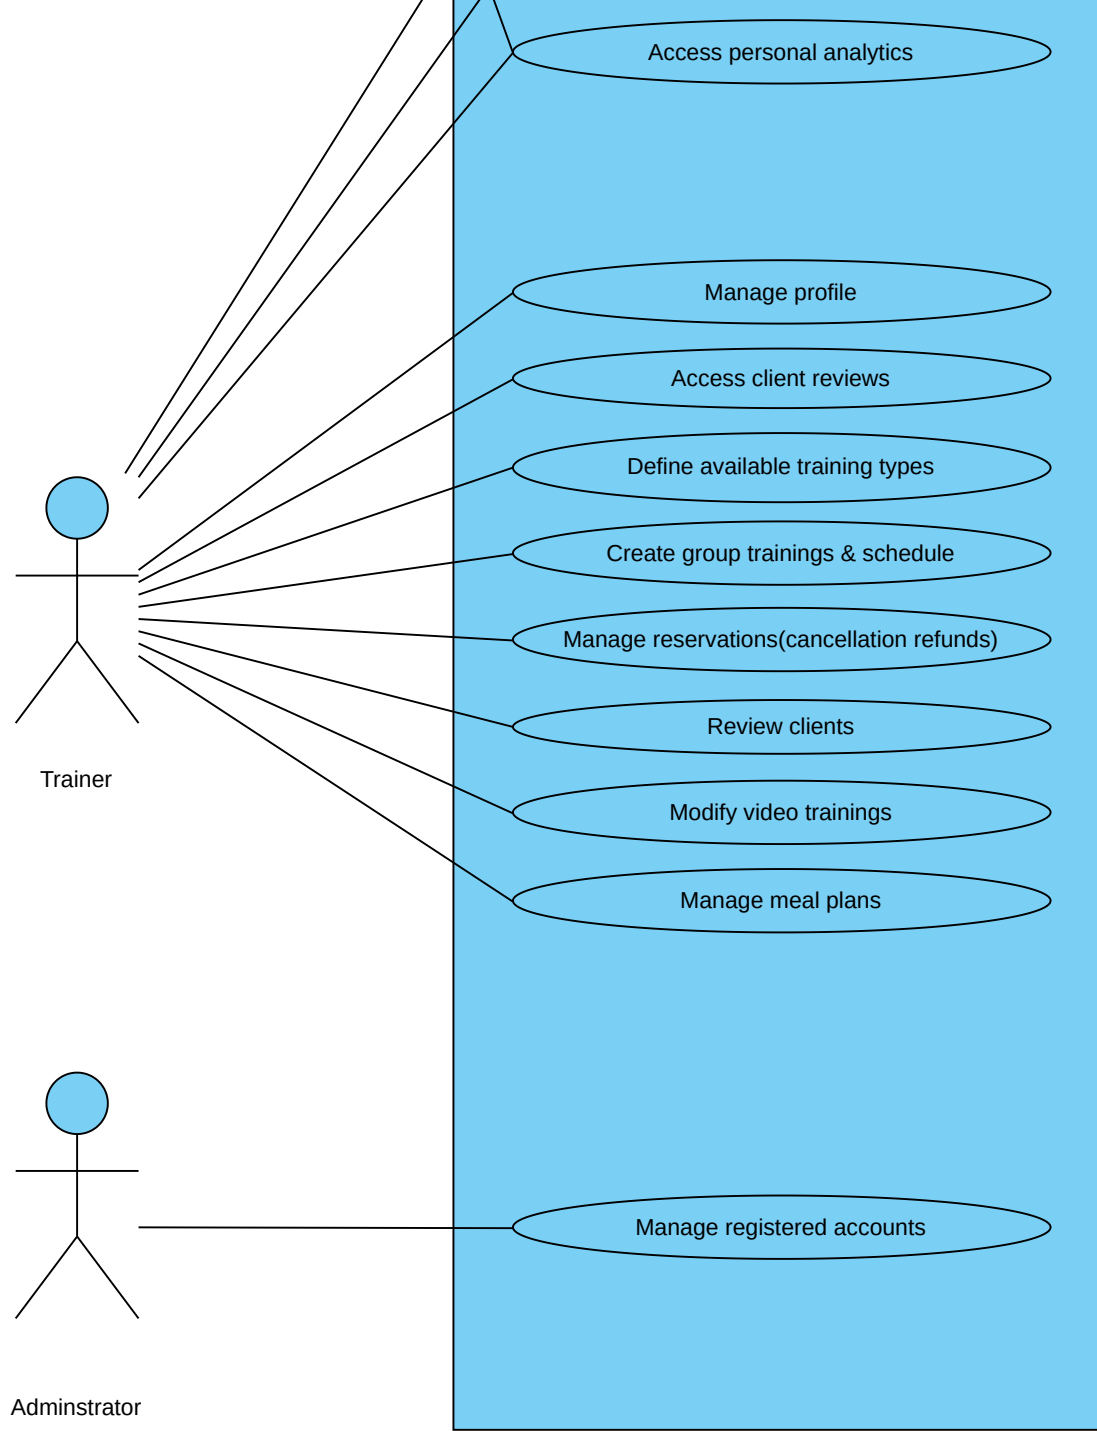 Access personal analytics
Manage profile
Access client reviews
Define available training types
Create group trainings & schedule
Manage reservations(cancellation refunds)
Review clients
Trainer
Modify video trainings
Manage meal plans
Manage registered accounts
Adminstrator